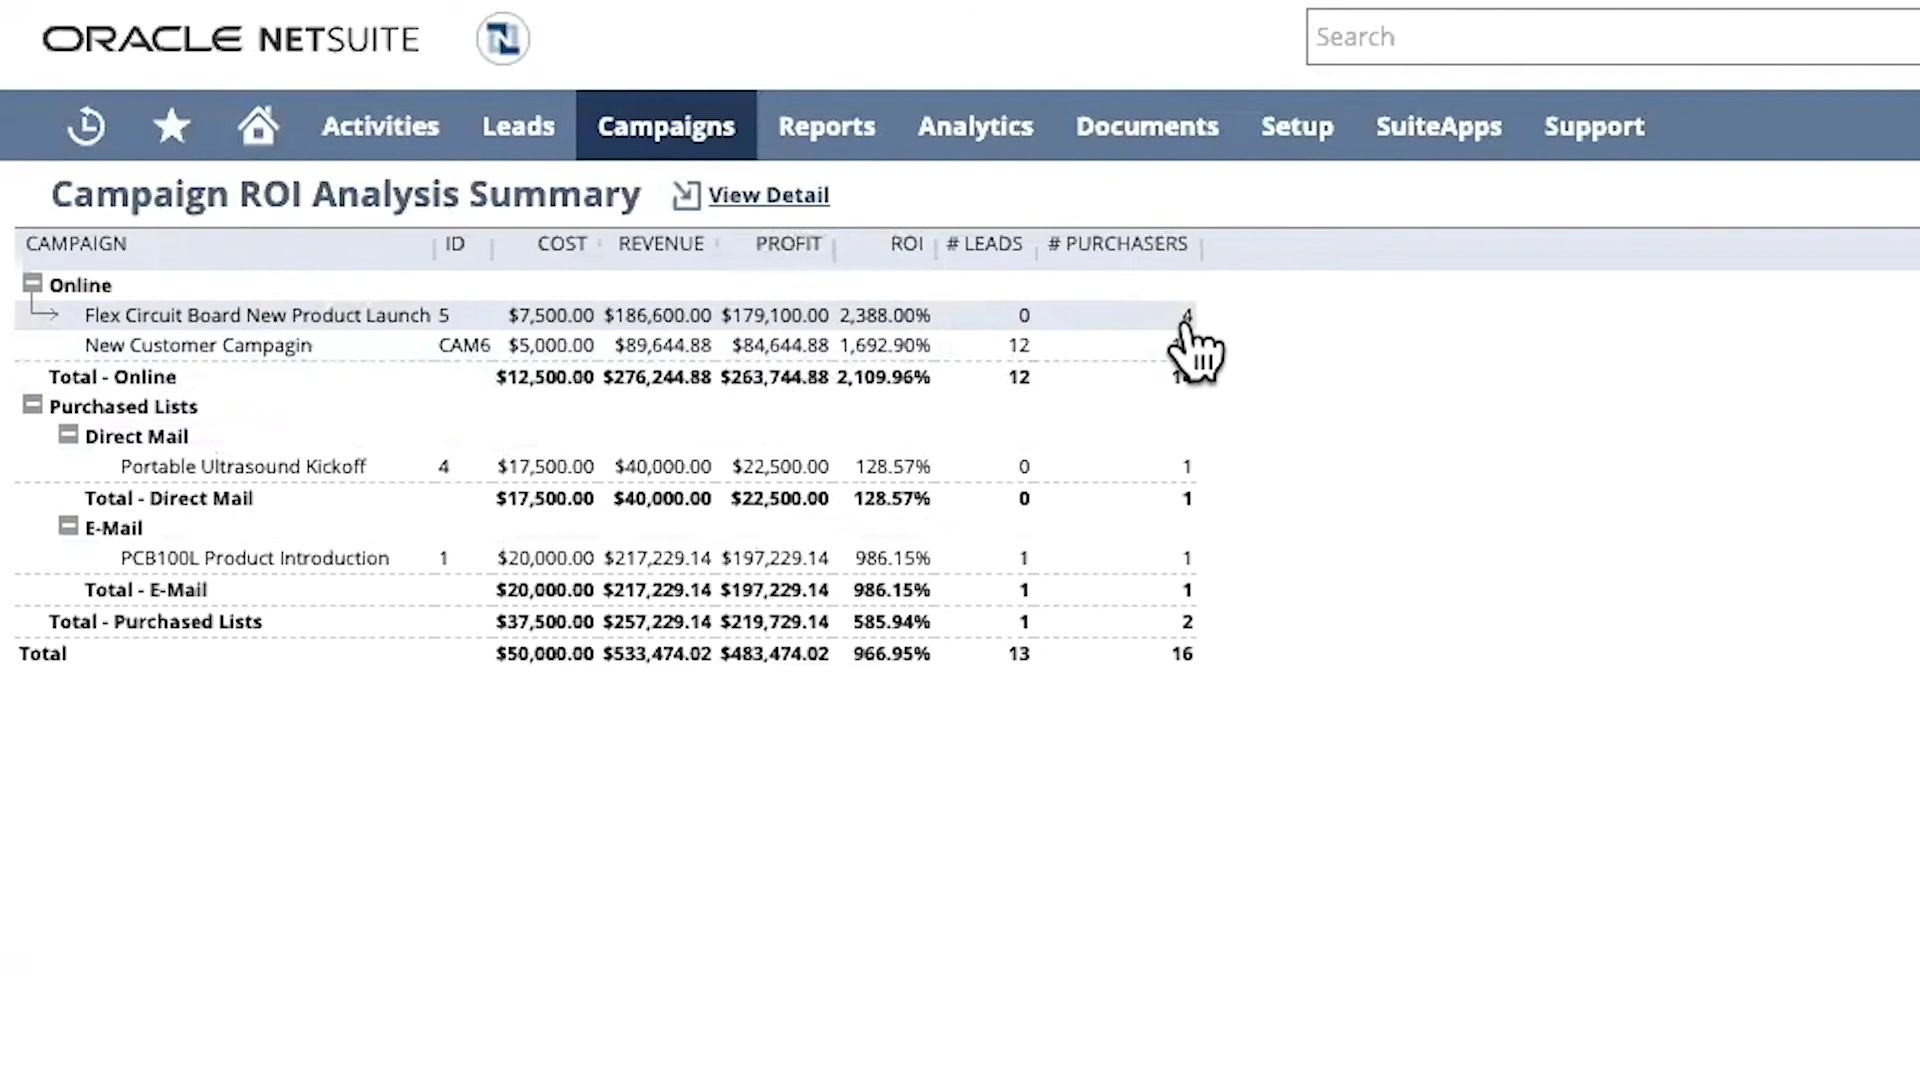 ORACLE NETSUITE N
Search
Activities Leads Campaigns Reports Analytics Documents Setup SuiteApps Support
Campaign ROI Analysis Summary View Detail
CAMPAIGN ID COST REVENUE PROFIT ROI # LEADS # PURCHASERS
Online
Flex Circuit Board New Product Launch 5 $7,500.00 $186,600.00 $179,100.00 2,388.00% 0 4
New Customer Campagin CAM6 $5,000.00 $89,644.88 $84,644.88 1,692.90% 12
Total - Online $12,500.00 $276,244.88 $263,744.88 2,109.96% 12
Purchased Lists
Direct Mail
Portable Ultrasound Kickoff 4 $17,500.00 $40,000.00 $22,500.00 128.57% 0 1
Total - Direct Mail $17,500.00 $40,000.00 $22,500.00 128.57% 0 1
E-Mail
PCB100L Product Introduction 1 $20,000.00 $217,229.14 $197,229.14 986.15% 1 1
Total - E-Mail $20,000.00 $217,229.14 $197,229.14 986.15% 1 1
Total - Purchased Lists $37,500.00 $257,229.14 $219,729.14 585.94% 1 2
Total $50,000.00 $533,474.02 $483,474.02 966.95% 13 16